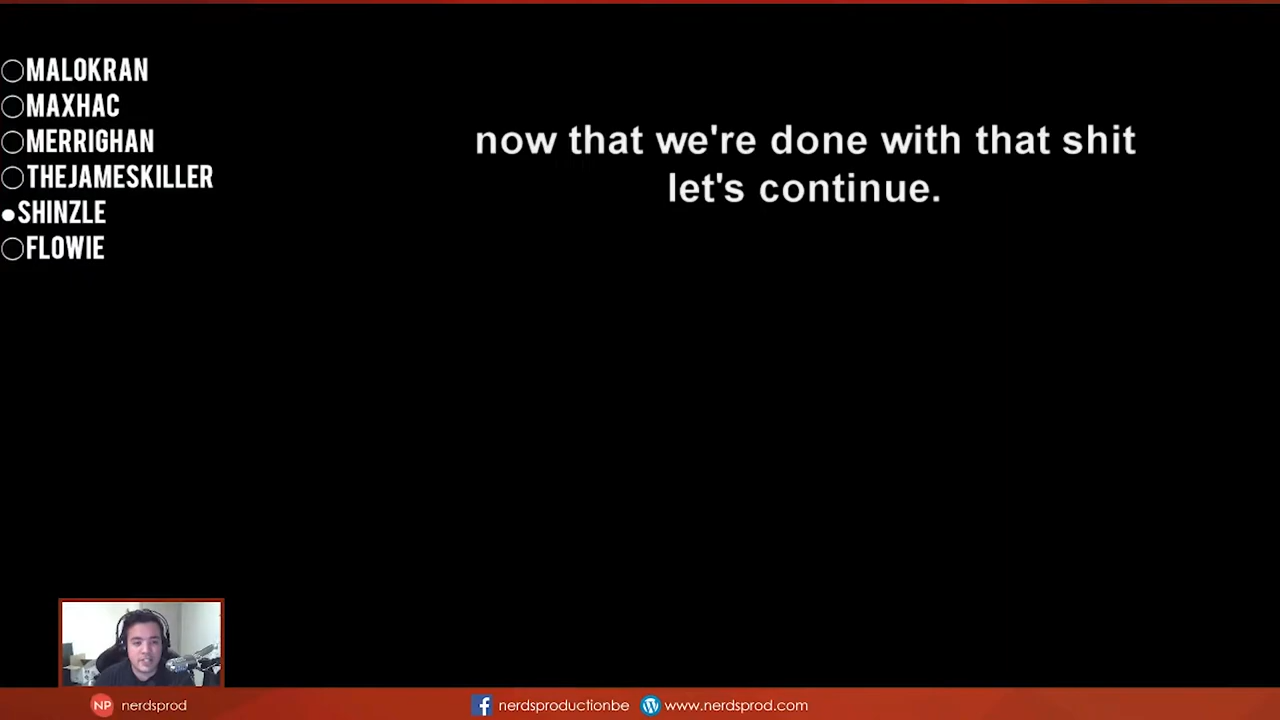 MALOKRAN
MAXHAC
MERRIGHAN
THEJAMESKILLER
SHINZLE
FLOWIE
now that we're done with that shit
let's continue.
NP nerdsprod
nerdsproductionbe
www.nerdsprod.com